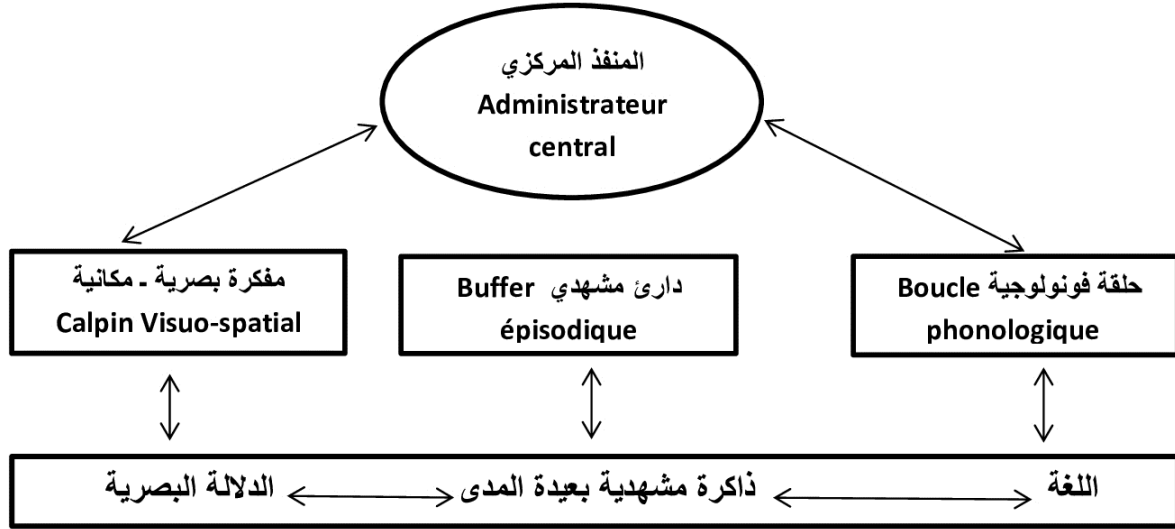 المنفذ المركزي
Administrateur
central
مفكرة بصرية ـ مكانية
Calpin Visuo-spatial
دارئ مشهدي Buffer
épisodique
حلقة فونولوجية Boucle
phonologique
الدلالة البصرية
ذاكرة مشهدية بعيدة المدى
اللغة